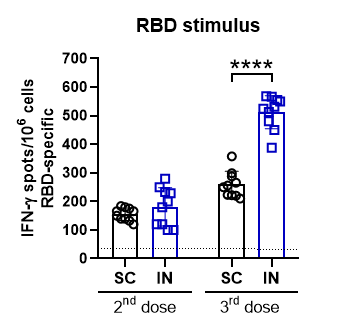 RBD stimulus
IFN-γ spots/10⁶ cells
RBD-specific
700
600
500
400
300
200
100
0
****
SC IN SC IN
2nd dose 3rd dose